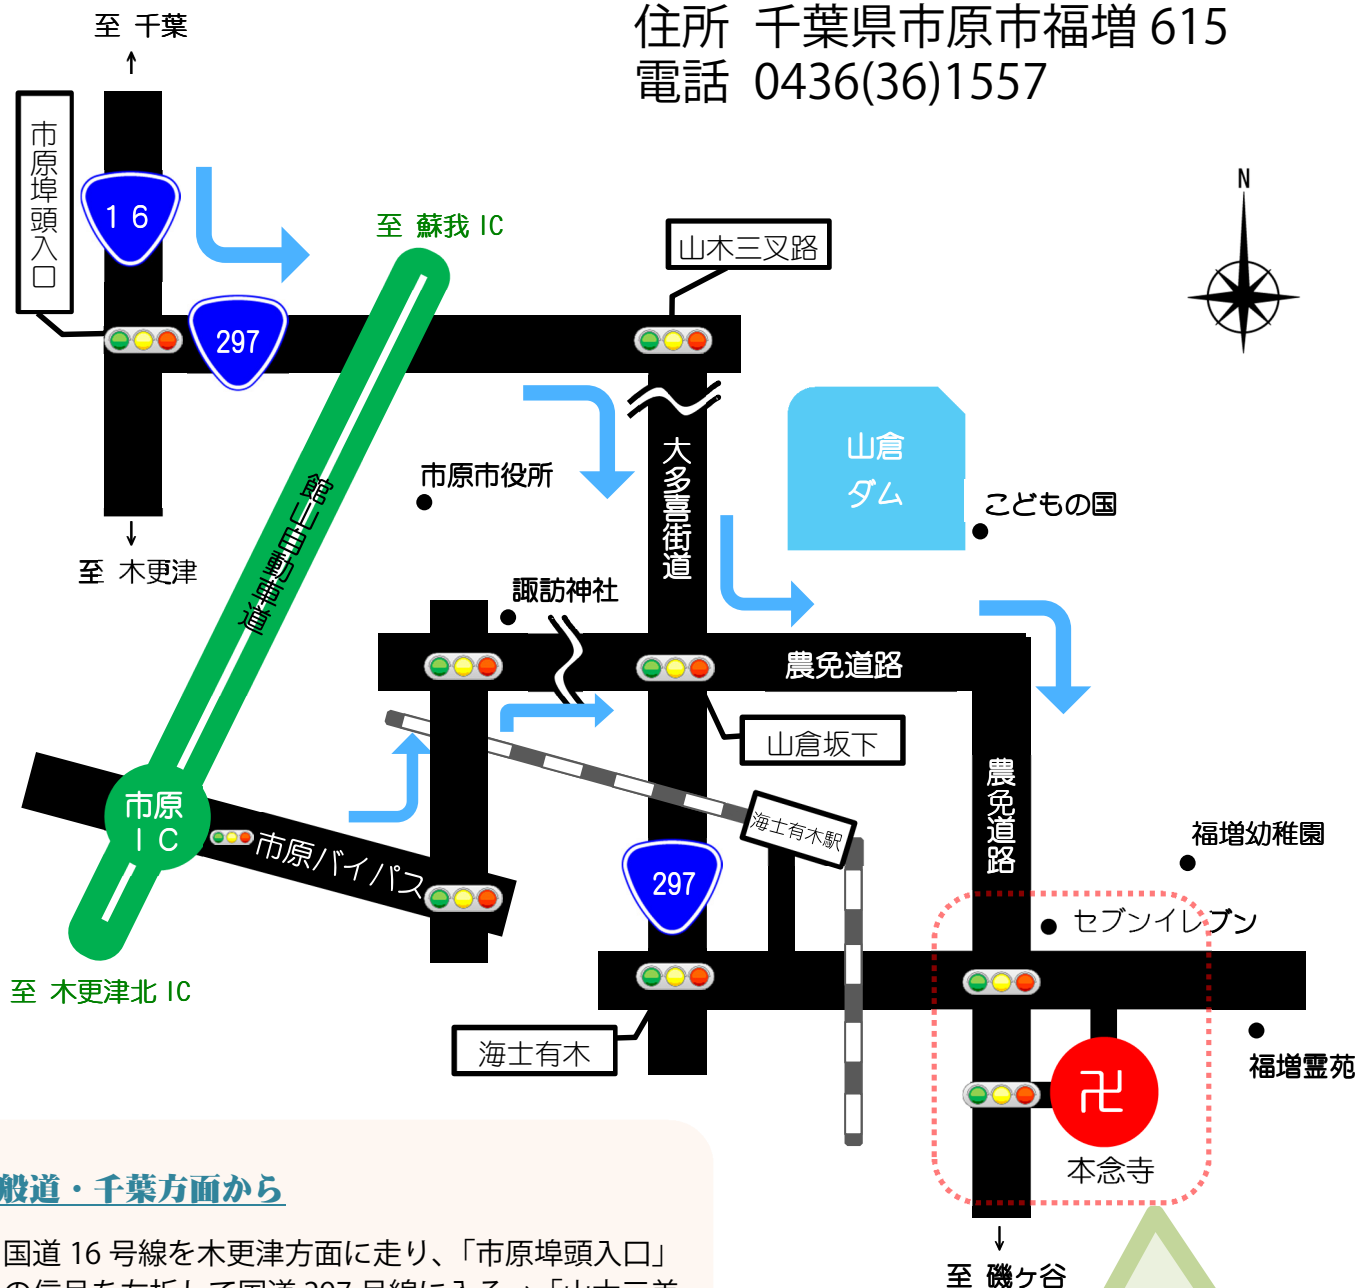 住所 千葉県市原市福増 615
電話 0436(36)1557
至 千葉
市原埠頭入口
16
297
至 蘇我 IC
山木三叉路
N
大多喜街道
山倉
ダム
こどもの国
市原市役所
館山自動車道
至 木更津
諏訪神社
農免道路
山倉坂下
市原
IC
市原バイパス
海士有木駅
農免道路
297
福増幼稚園
セブンイレブン
至 木更津北 IC
海士有木
福増霊苑
卍
本念寺
般道・千葉方面から
国道 16 号線を木更津方面に走り、「市原埠頭入口」
至 磯ヶ谷